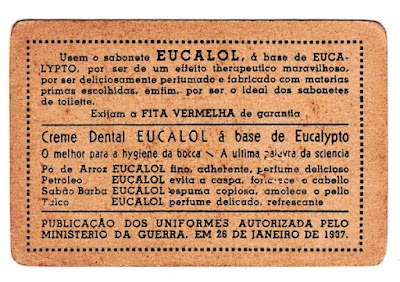 Usem o sabonete EUCALOL, á base de EUCA-
LYPTO, por ser de um effeito therapeutico maravilhoso,
por ser deliciosamente perfumado e fabricado com materias
primas escolhidas, emfim, por ser o ideal dos sabonetes
de toilette.
Exijam a FITA VERMELHA de garantia
Creme Dental EUCALOL á base de Eucalypto
O melhor para a hygiene da bocca - A ultima palavra da sciencia
Pó de Arroz EUCALOL fino, adherente, perfume delicioso
Petroleo EUCALOL evita a caspa, fortalece o cabello
Sabão Barba EUCALOL espuma copiosa, amolece o pello
Talco EUCALOL perfume delicado, refrescante
PUBLICAÇÃO DOS UNIFORMES AUTORIZADA PELO
MINISTERIO DA GUERRA, EM 26 DE JANEIRO DE 1937.